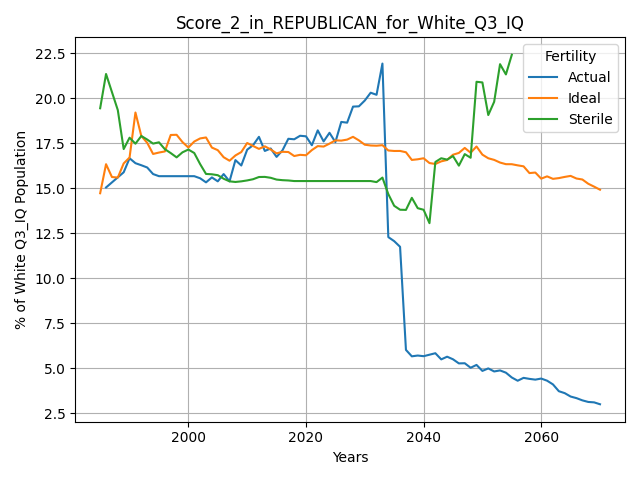 Score_2_in_REPUBLICAN_for_White_Q3_IQ
% of White Q3_IQ Population
22.5
20.0
17.5
15.0
12.5
10.0
7.5
5.0
2.5
Fertility
Actual
Ideal
Sterile
2000
2020
2040
2060
Years